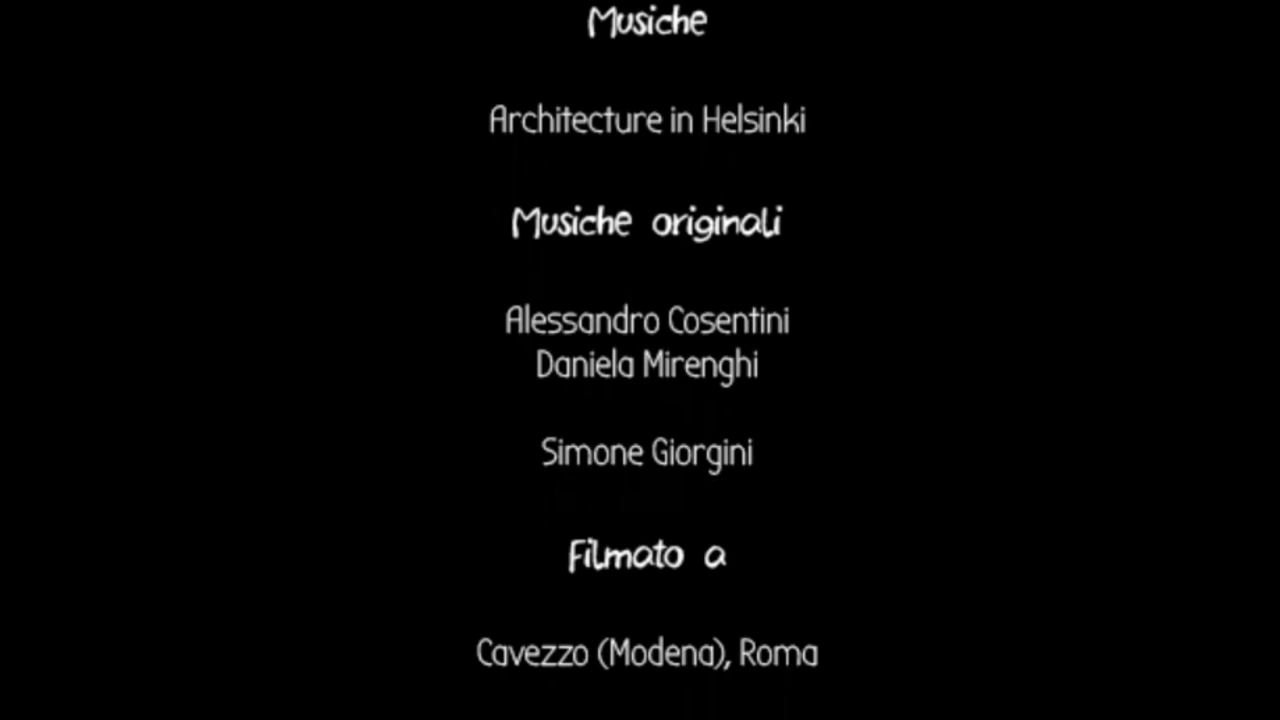 Musiche
Architecture in Helsinki
Musiche originali
Alessandro Cosentini
Daniela Mirenghi
Simone Giorgini
Filmato a
Cavezzo (Modena), Roma